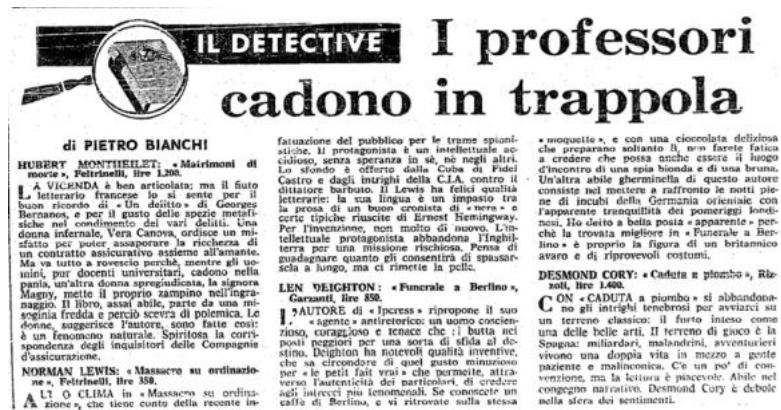 IL DETECTIVE
I professori
cadono in trappola
di PIETRO BIANCHI
HUBERT MONTHEILET: «Matrimoni di
morte», Feltrinelli, lire 1.200.
LA VICENDA è ben articolata; ma il fiuto
letterario francese lo si sente per il
buon ricordo di «Un delitto» di Georges
Bernanos, e per il gusto delle spezie metafi-
siche nel condimento dei vari delitti. Una
donna infernale, Vera Canova, ordisce un mi-
sfatto per poter assaporare la ricchezza di
un contratto assicurativo assieme all'amante.
Ma va tutto a rovescio perchè, mentre gli uo-
mini, pur docenti universitari, cadono nella
pania, un'altra donna spregiudicata, la signora
Magny, mette il proprio zampino nell'ingra-
naggio. Il libro, assai abile, parte da una mi-
soginia fredda e perciò scevra di polemica. Le
donne, suggerisce l'autore, sono fatte così:
è un fenomeno naturale. Spiritosa la corri-
spondenza degli inquisitori delle Compagnie
d'assicurazione.
NORMAN LEWIS: «Massacro su ordinazio-
ne», Feltrinelli, lire 350.
ALTO CLIMA in «Massacro su ordina-
zione», che tiene conto della recente in-
fatuazione del pubblico per le trame spioni-
stiche. Il protagonista è un intellettuale ac-
cidioso, senza speranza in sè, nè negli altri.
Lo sfondo è offerto dalla Cuba di Fidel
Castro e dagli intrighi della C.I.A. contro il
dittatore barbuto. Il Lewis ha felici qualità
letterarie: la sua lingua è un impasto tra
la prosa di un buon cronista di «nera» e
certe tipiche riuscite di Ernest Hemingway.
Per l'invenzione, non molto di nuovo. L'in-
tellettuale protagonista abbandona l'Inghil-
terra per una missione rischiosa. Pensa di
guadagnare quanto gli consentirà di spassar-
sela a lungo, ma ci rimette la pelle.
LEN DEIGHTON: «Funerale a Berlino»,
Garzanti, lire 850.
L'AUTORE di «Ipcress» ripropone il suo
«agente» antiretorico: un uomo coscien-
zioso, coraggioso e tenace che si butta nei
posti peggiori per una sorta di sfida al de-
stino. Deighton ha notevoli qualità inventive,
che sa circondare di quel gusto minuzioso
per «le petit fait vrai» che permette, attra-
verso l'autenticità dei particolari, di credere
agli intrecci più fenomenali. Se conoscete un
caffè di Berlino, e vi ritrovate sulla stessa
«moquette», e con una cioccolata deliziosa
che preparano soltanto lì, non farete fatica
a credere che possa anche essere il luogo
d'incontro di una spia bionda e di una bruna.
Un'altra abile gherminella di questo autore
consiste nel mettere a raffronto le notti pie-
ne di incubi della Germania orientale con
l'apparente tranquillità dei pomeriggi londi-
nesi. Ho detto a bella posta «apparente» per-
chè la trovata migliore in «Funerale a Ber-
lino» è proprio la figura di un britannico
avaro e di riprovevoli costumi.
DESMOND CORY: «Caduta a piombo», Riz-
zoli, lire 1.400.
CON «CADUTA a piombo» si abbandona-
no gli intrighi tenebrosi per avviarci su
un terreno classico: il furto inteso come
una delle belle arti. Il terreno di gioco è la
Spagna: miliardari, malandrini, avventurieri
vivono una doppia vita in mezzo a gente
paziente e malinconica. C'è un po' di con-
venzione, ma la lettura è piacevole. Abile nel
congegno narrativo, Desmond Cory è debole
nella sfera dei sentimenti.